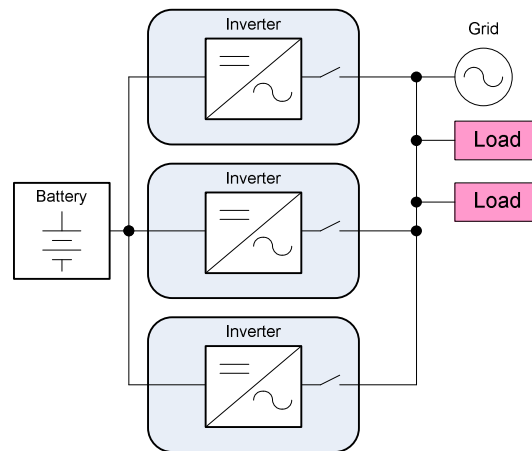 Inverter
Grid
Load
Inverter
Load
Battery
Inverter